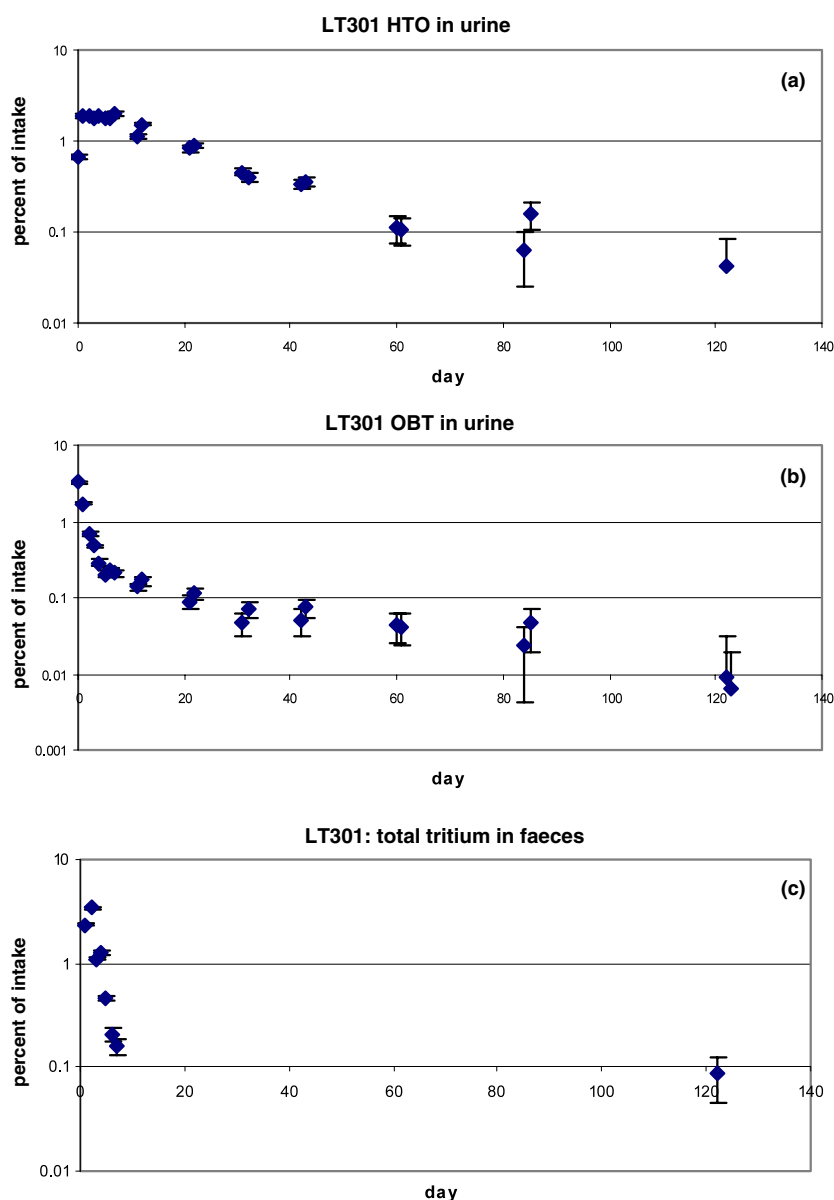 LT301 HTO in urine
10
(a)
1
0.1
0.01
percent of intake
0 20 40 60 80 100 120 140
day
LT301 OBT in urine
10
(b)
1
0.1
0.01
0.001
percent of intake
0 20 40 60 80 100 120 140
day
LT301: total tritium in faeces
10
(c)
1
0.1
0.01
percent of intake
0 20 40 60 80 100 120 140
day